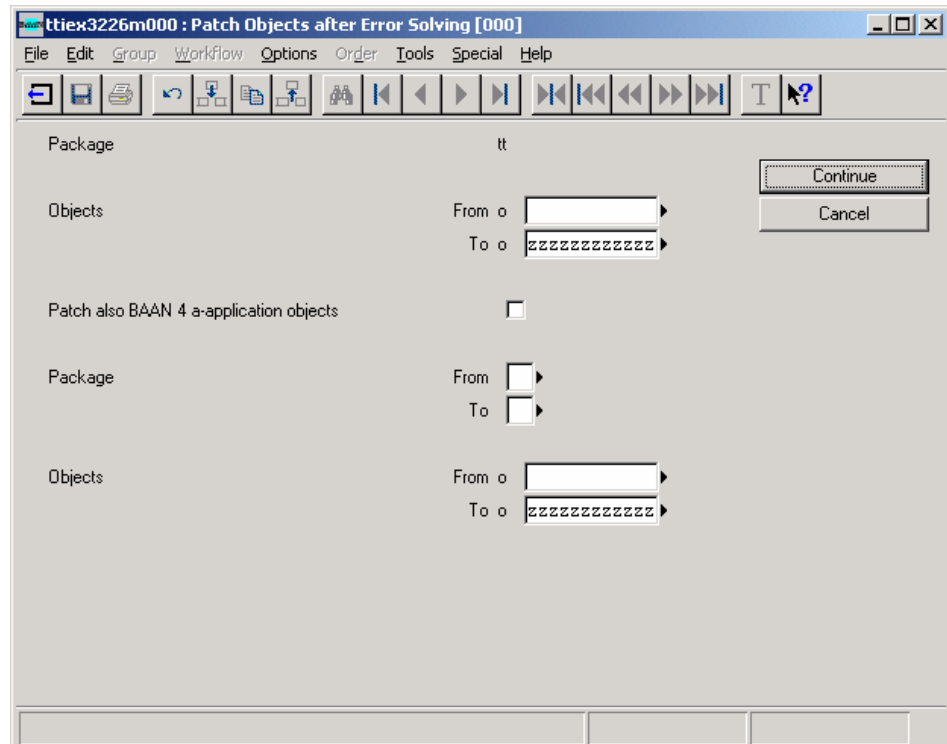 ttiex3226m000 : Patch Objects after Error Solving [000]
File Edit Group Workflow Options Order Tools Special Help
T ?
Package tt
Continue
Objects From o
Cancel
To o zzzzzzzzzzzz
Patch also BAAN 4 a-application objects
Package From
To
Objects From o
To o zzzzzzzzzzzz